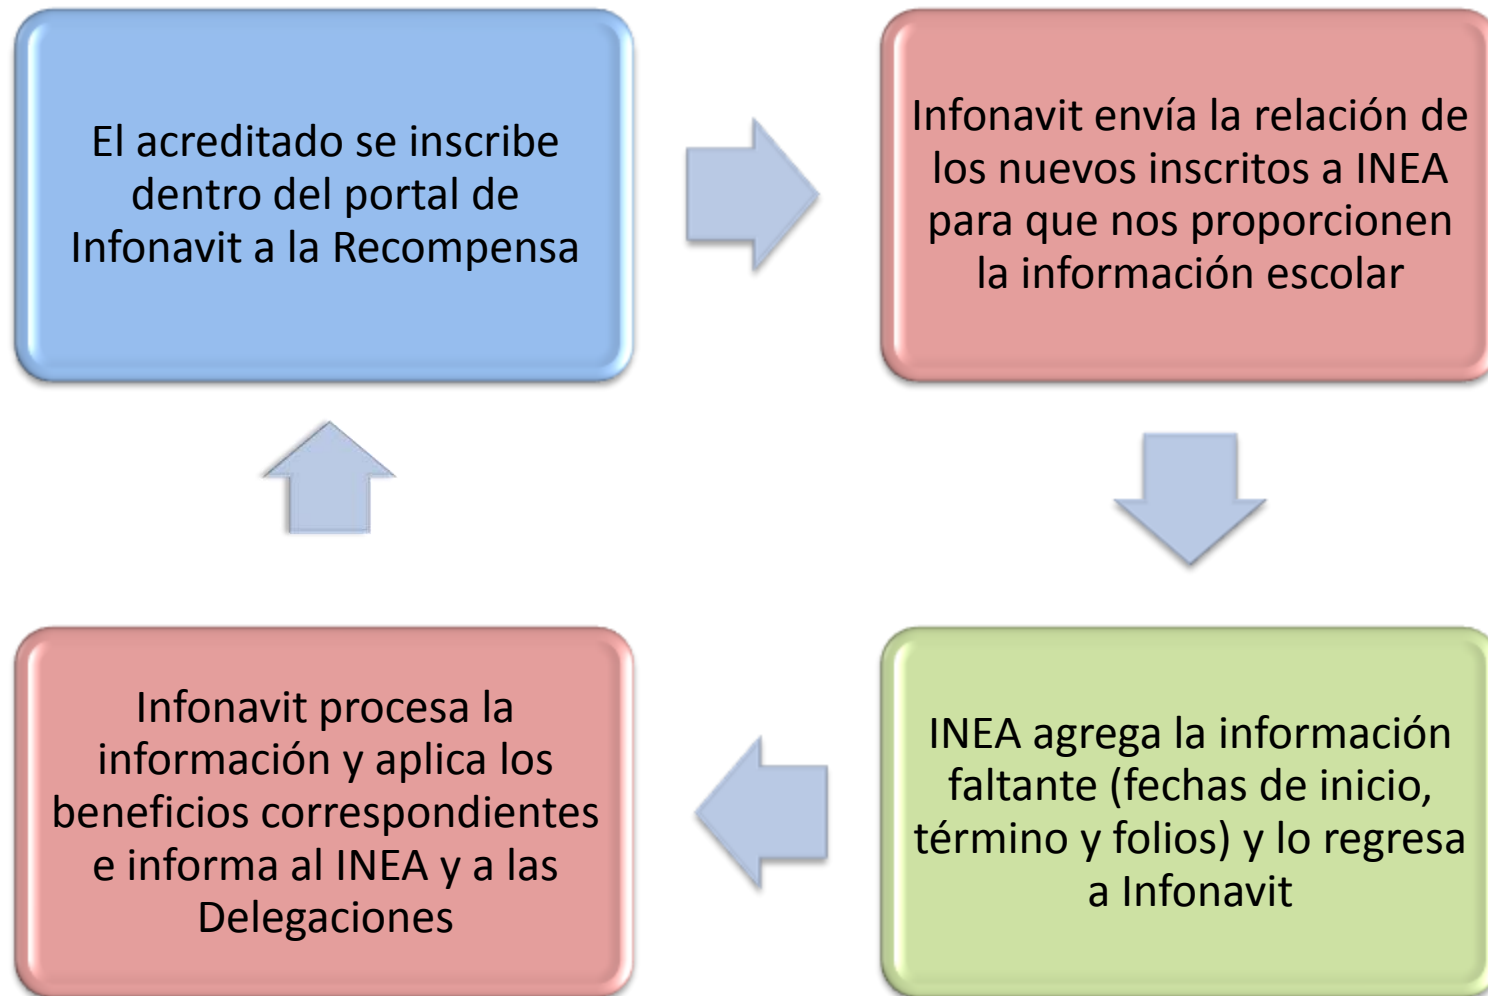 El acreditado se inscribe
dentro del portal de
Infonavit a la Recompensa
Infonavit envía la relación de
los nuevos inscritos a INEA
para que nos proporcionen
la información escolar
INEA agrega la información
faltante (fechas de inicio,
término y folios) y lo regresa
a Infonavit
Infonavit procesa la
información y aplica los
beneficios correspondientes
e informa al INEA y a las
Delegaciones